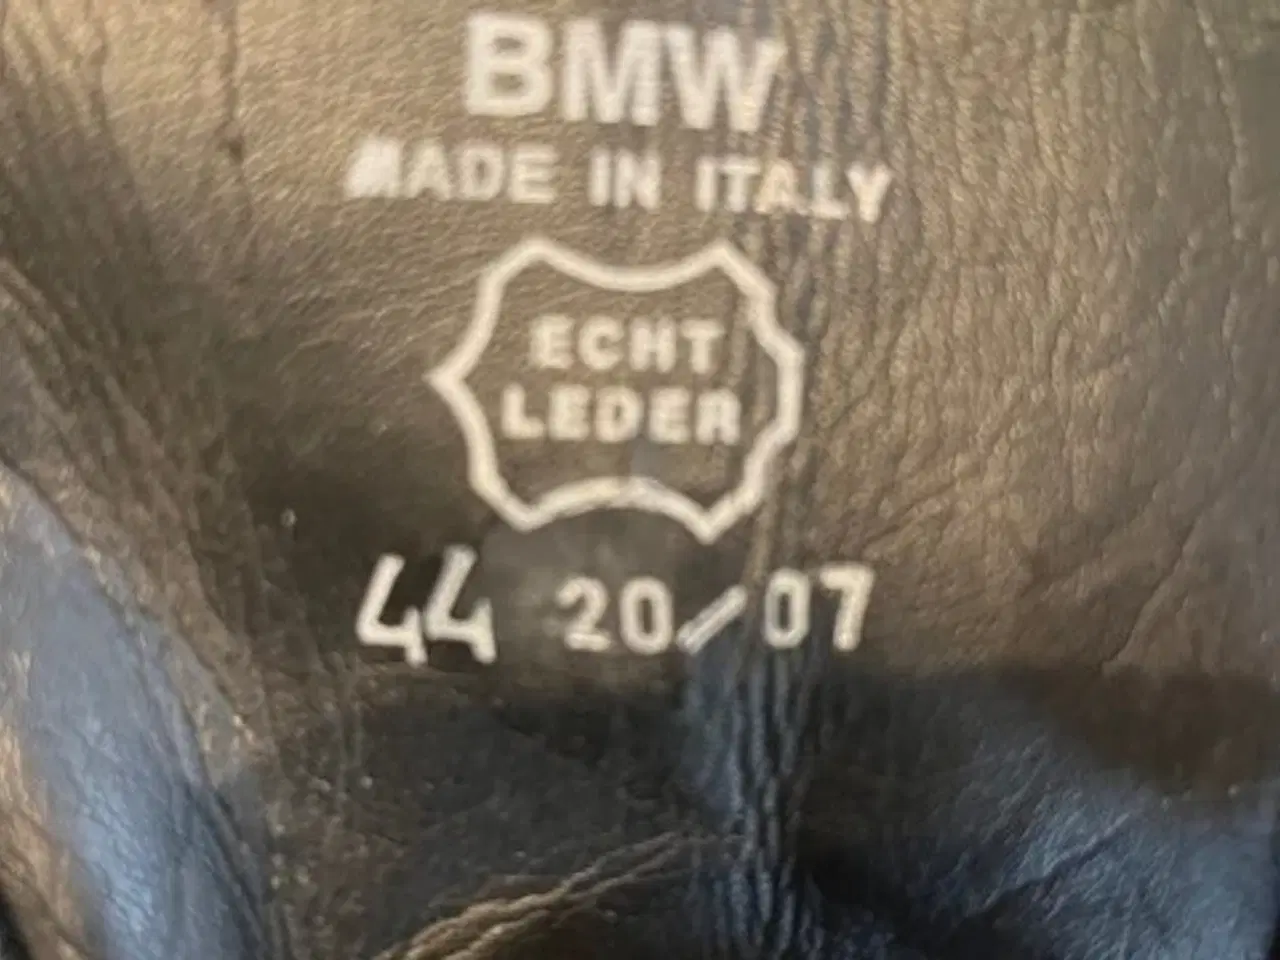 BMW
MADE IN ITALY
ECHT
LEDER
44 20/07